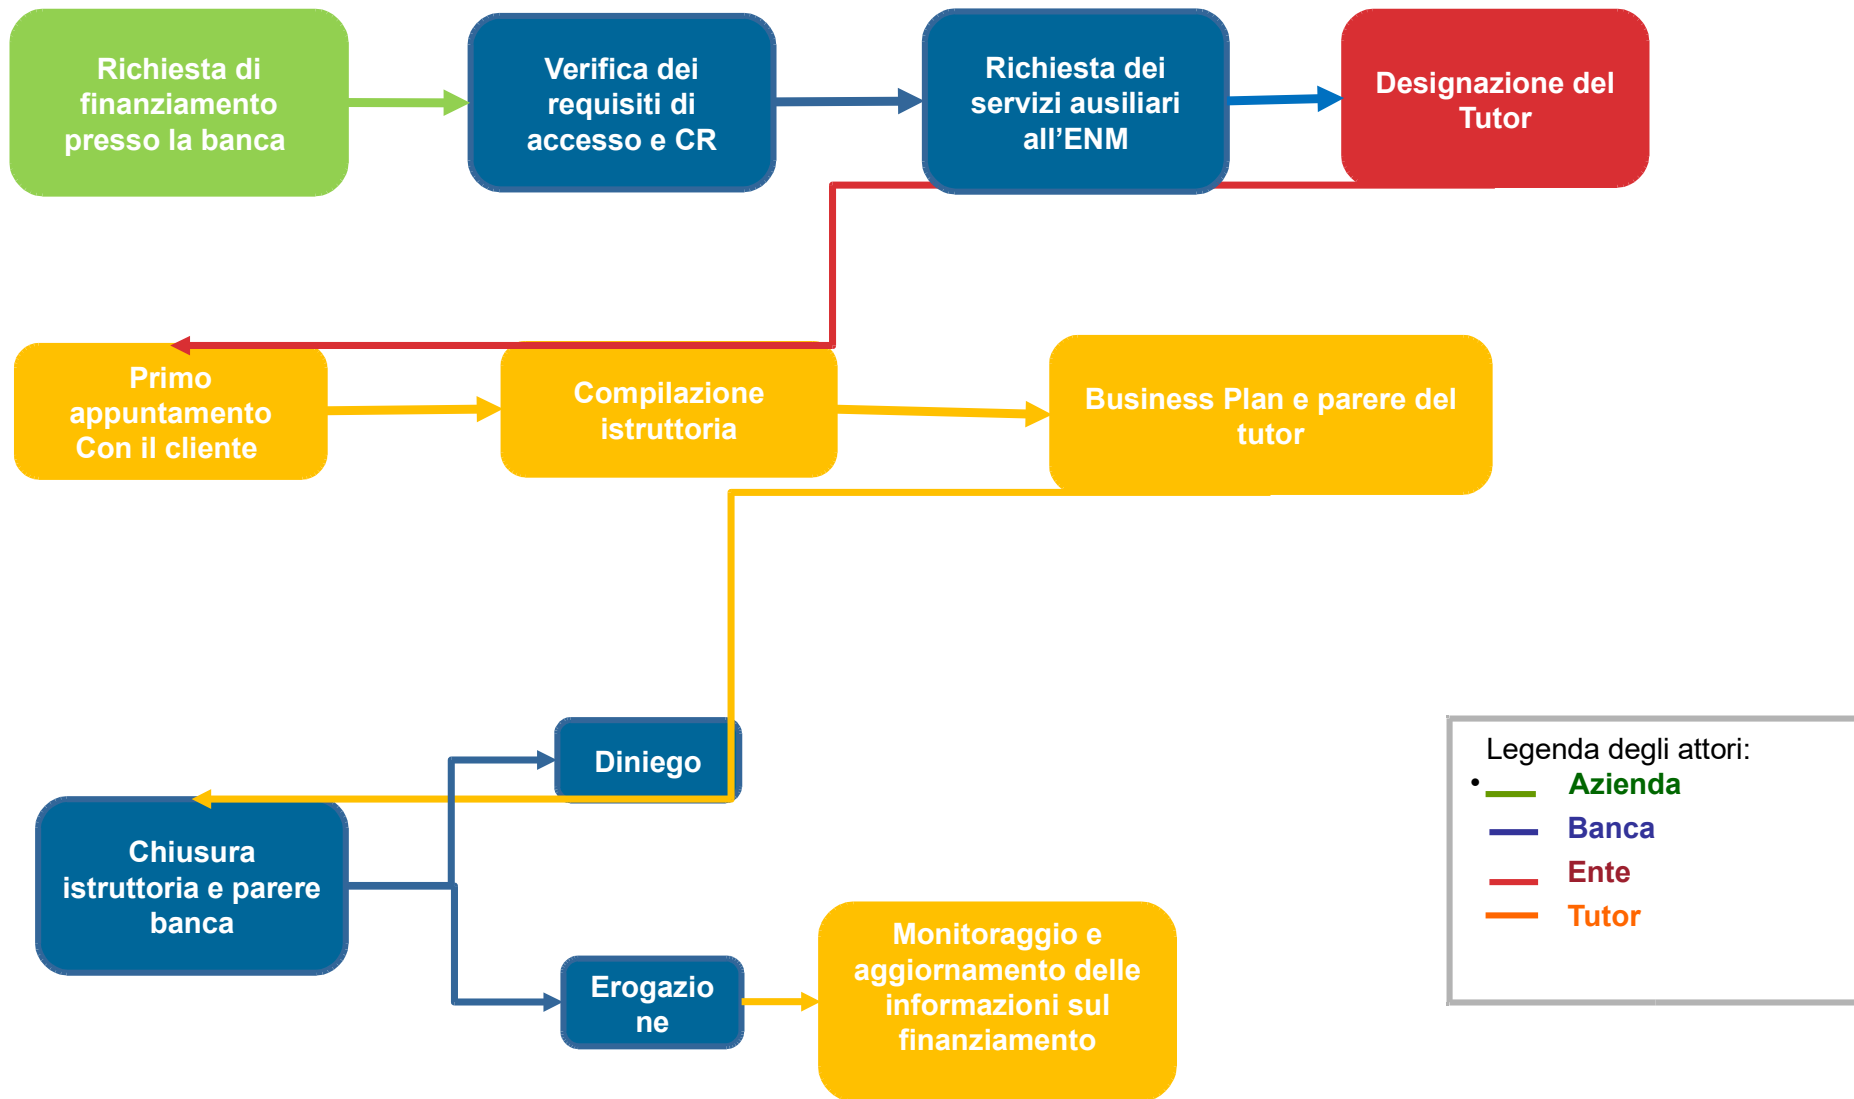 Richiesta di
finanziamento
presso la banca
Verifica dei
requisiti di
accesso e CR
Richiesta dei
servizi ausiliari
all’ENM
Designazione del
Tutor
Primo
appuntamento
Con il cliente
Compilazione
istruttoria
Business Plan e parere del
tutor
Diniego
Chiusura
istruttoria e parere
banca
Erogazio
ne
Monitoraggio e
aggiornamento delle
informazioni sul
finanziamento
Legenda degli attori:
• Azienda
Banca
Ente
Tutor